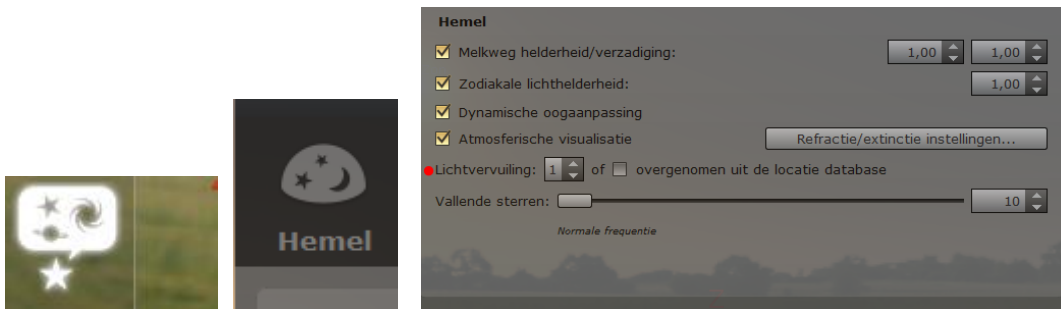 Hemel
Hemel
Melkweg helderheid/verzadiging: 1,00 1,00
Zodiakale lichthelderheid: 1,00
Dynamische oogaanpassing
Atmosferische visualisatie Refractie/extinctie instellingen...
Lichtvervuiling: 1 of overgenomen uit de locatie database
Vallende sterren: 10
Normale frequentie